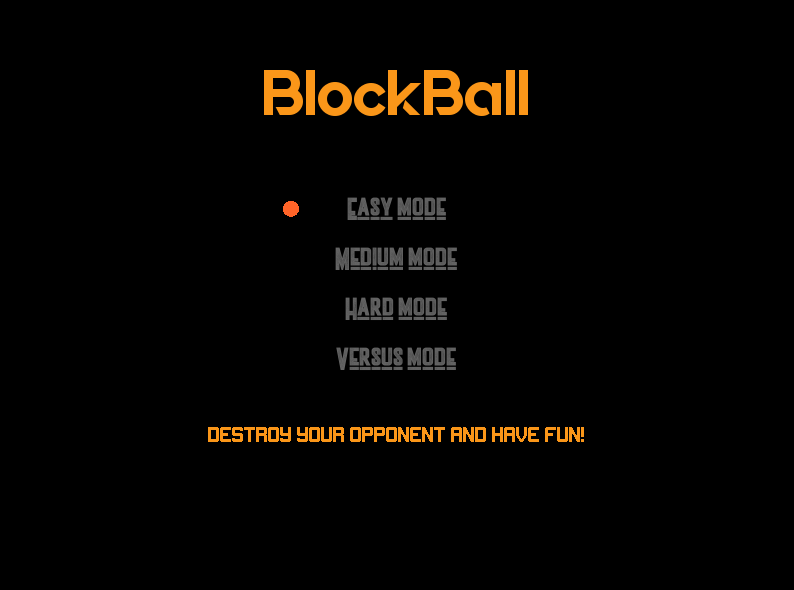 BlockBall
Easy mode
Medium mode
Hard mode
Versus mode
DESTROY YOUR OPPONENT AND HAVE FUN!